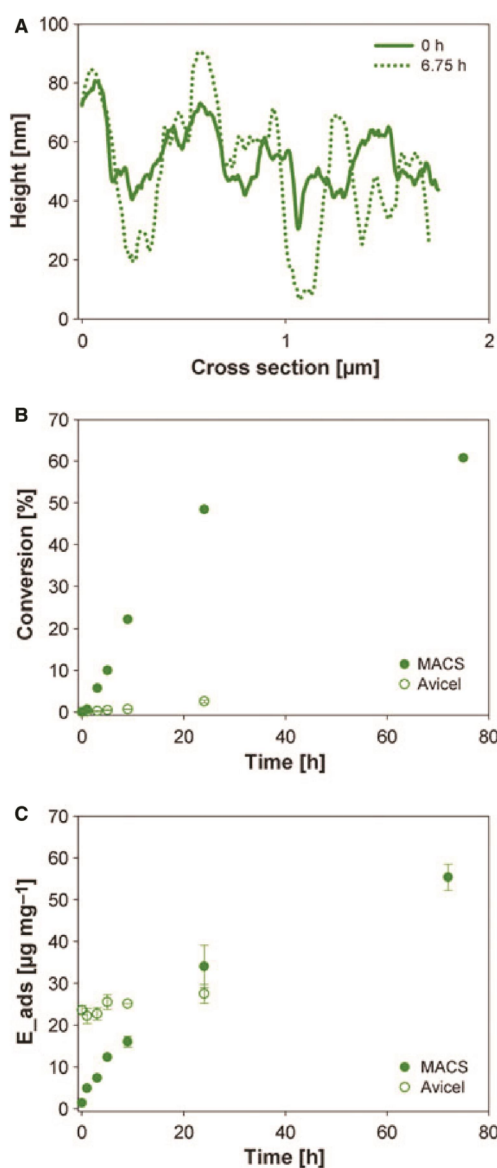 A
100
80
60
40
20
0
Height [nm]
0 h
6.75 h
0 1 2
Cross section [µm]
B
70
60
50
40
30
20
10
0
Conversion [%]
MACS
Avicel
0 20 40 60 80
Time [h]
C
70
60
50
40
30
20
10
0
E_ads [µg mg⁻¹]
MACS
Avicel
0 20 40 60 80
Time [h]